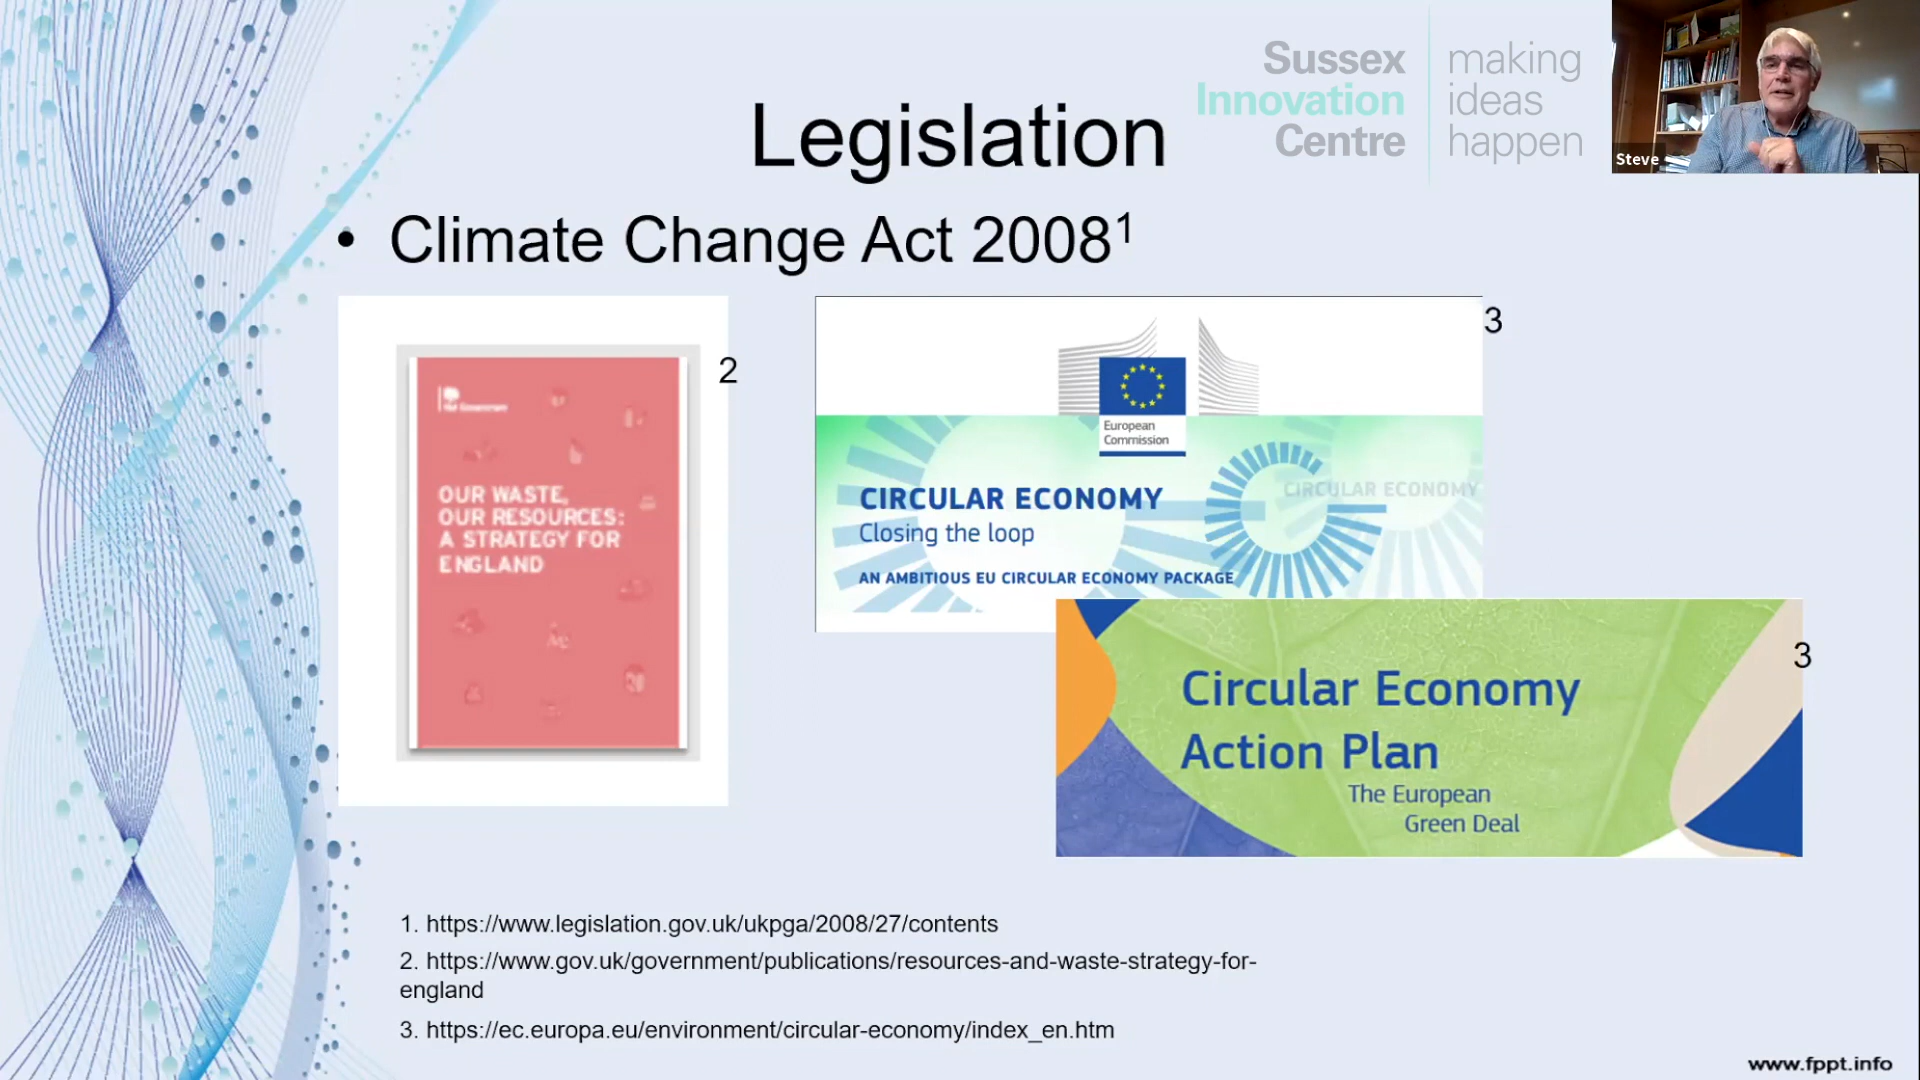 Sussex
Innovation
Centre
making
ideas
happen
Steve
Legislation
• Climate Change Act 2008¹
2
HM Government
OUR WASTE,
OUR RESOURCES:
A STRATEGY FOR
ENGLAND
3
European
Commission
CIRCULAR ECONOMY
CIRCULAR ECONOMY
Closing the loop
AN AMBITIOUS EU CIRCULAR ECONOMY PACKAGE
3
Circular Economy
Action Plan
The European
Green Deal
1. https://www.legislation.gov.uk/ukpga/2008/27/contents
2. https://www.gov.uk/government/publications/resources-and-waste-strategy-for-
england
3. https://ec.europa.eu/environment/circular-economy/index_en.htm
www.fppt.info